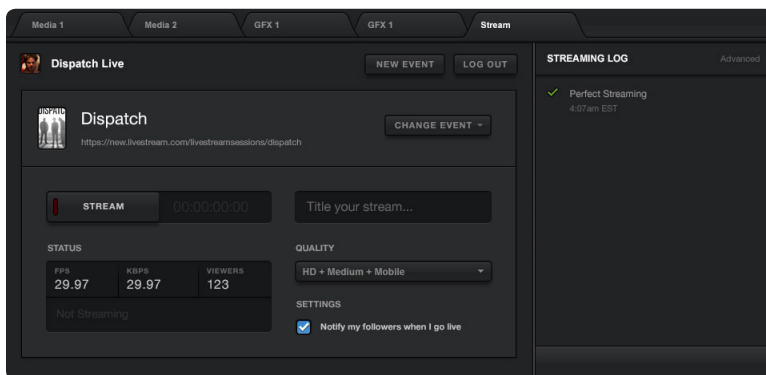 Media 1
Media 2
GFX 1
GFX 1
Stream
Dispatch Live
NEW EVENT
LOG OUT
DISPATCH
Dispatch
https://new.livestream.com/livestreamsessions/dispatch
CHANGE EVENT
STREAM
00:00:00:00
Title your stream...
STATUS
FPS
29.97
KBPS
29.97
VIEWERS
123
Not Streaming
QUALITY
HD + Medium + Mobile
SETTINGS
Notify my followers when I go live
STREAMING LOG
Advanced
Perfect Streaming
4:07am EST